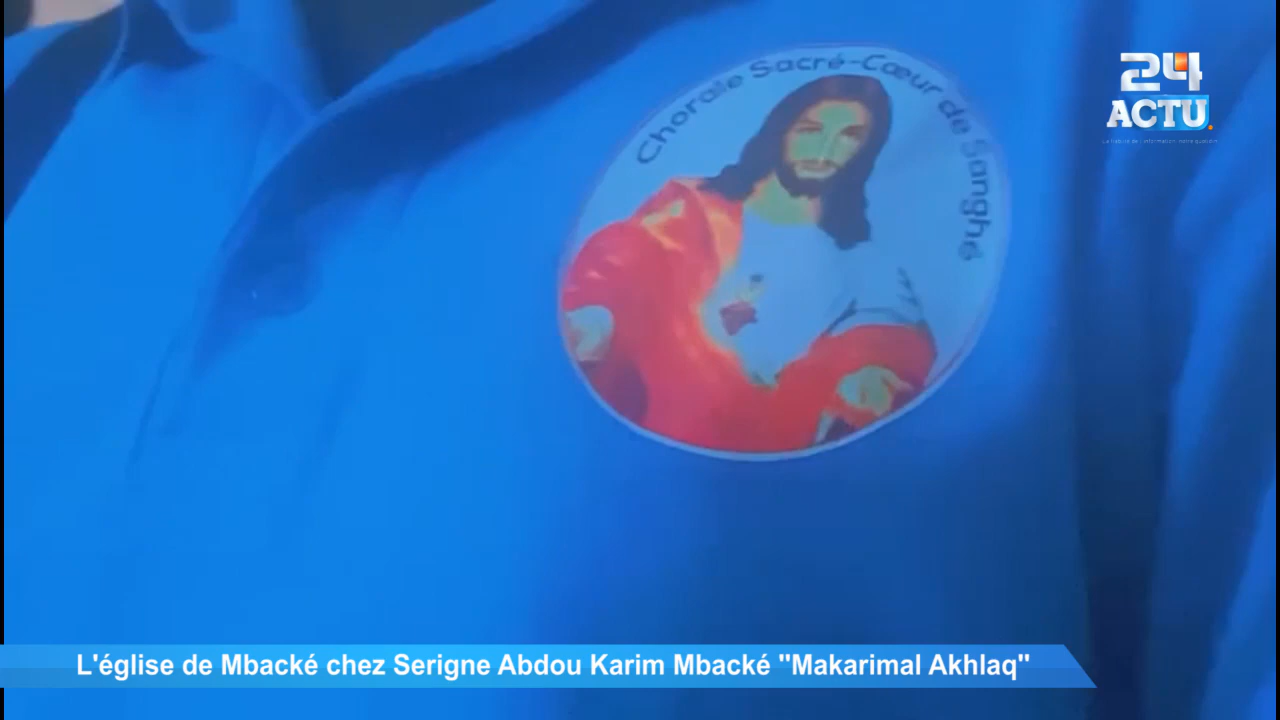 Chorale Sacré-Cœur de Sanghé
24
ACTU.
L'église de Mbacké chez Serigne Abdou Karim Mbacké "Makarimal Akhlaq"